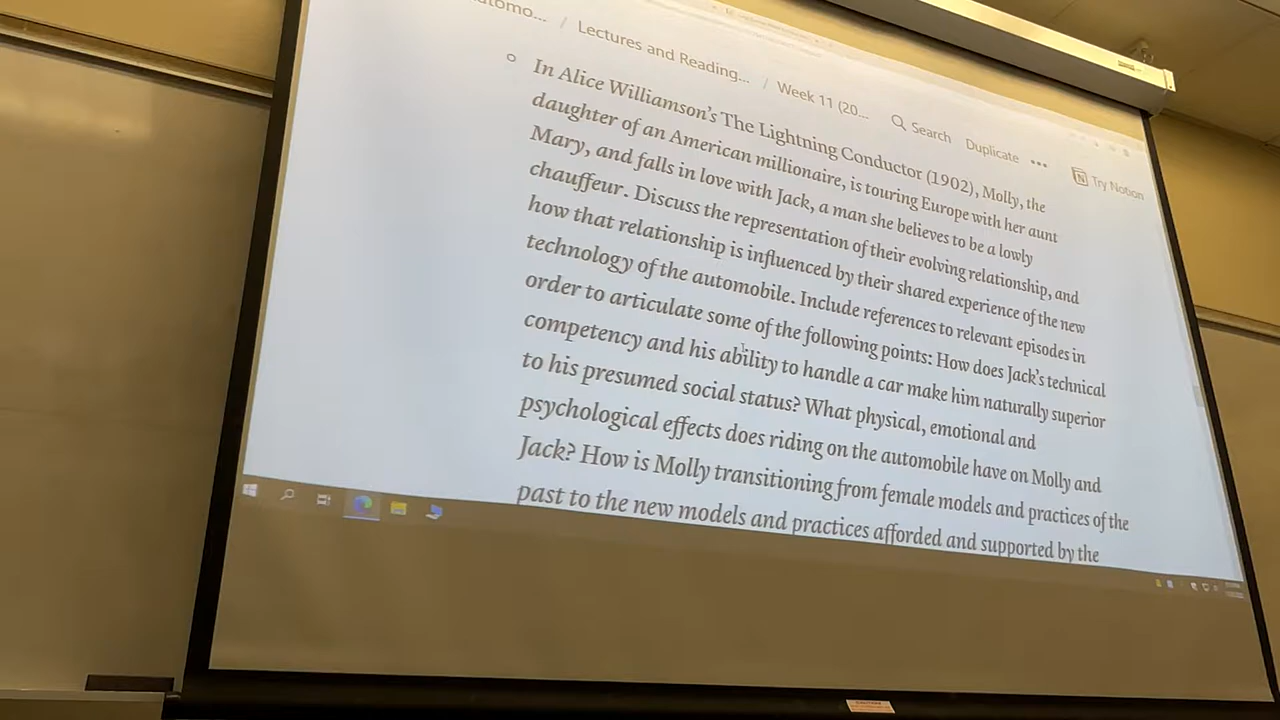 utomo... / Lectures and Reading... / Week 11 (20...
Search Duplicate ••• Try Notion
In Alice Williamson's The Lightning Conductor (1902), Molly, the
daughter of an American millionaire, is touring Europe with her aunt
Mary, and falls in love with Jack, a man she believes to be a lowly
chauffeur. Discuss the representation of their evolving relationship, and
how that relationship is influenced by their shared experience of the new
technology of the automobile. Include references to relevant episodes in
order to articulate some of the following points: How does Jack's technical
competency and his ability to handle a car make him naturally superior
to his presumed social status? What physical, emotional and
psychological effects does riding on the automobile have on Molly and
Jack? How is Molly transitioning from female models and practices of the
past to the new models and practices afforded and supported by the